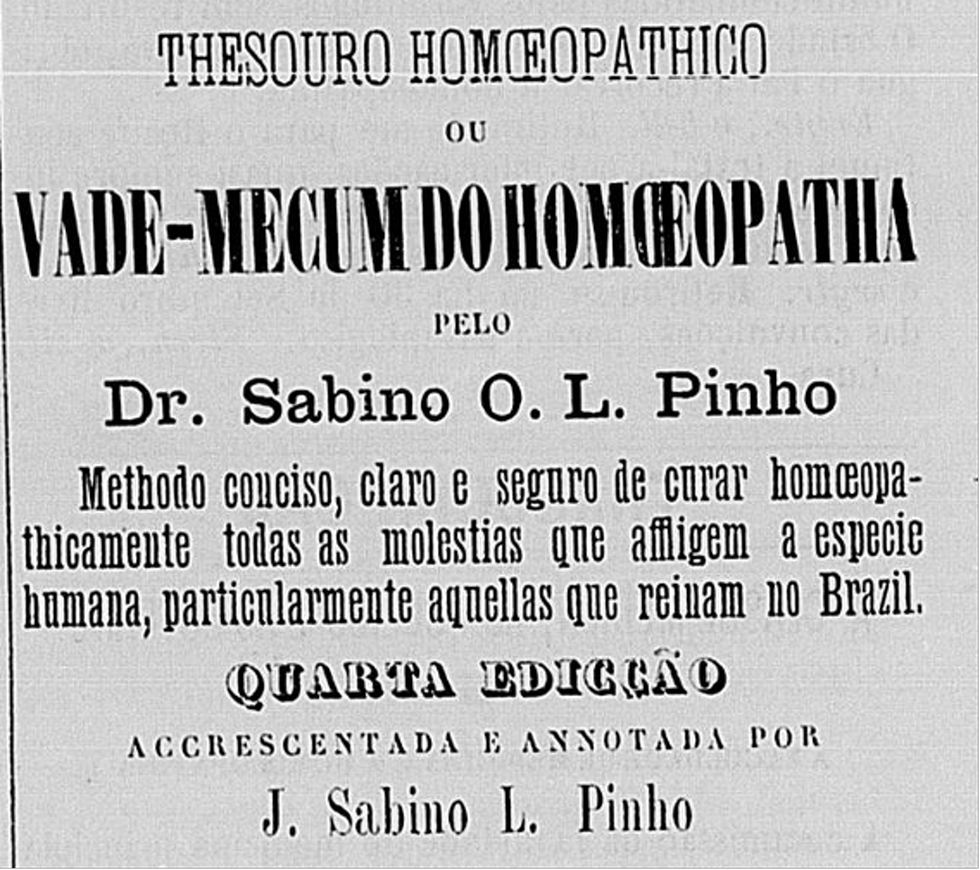 THESOURO HOMŒOPATHICO
OU
VADE-MECUM DO HOMŒOPATHA
PELO
Dr. Sabino O. L. Pinho
Methodo conciso, claro e seguro de curar homœopa-
thicamente todas as molestias que affligem a especie
humana, particularmente aquellas que reinam no Brazil.
QUARTA EDICÇÃO
ACCRESCENTADA E ANNOTADA POR
J. Sabino L. Pinho